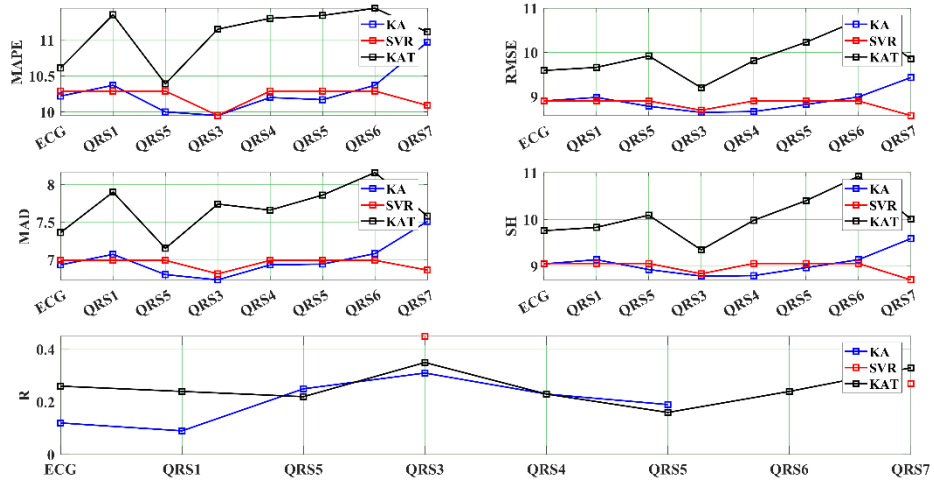 MAPE
11
10.5
10
ECG
QRS1
QRS5
QRS3
QRS4
QRS5
QRS6
QRS7
KA
SVR
KAT
RMSE
11
10
9
ECG
QRS1
QRS5
QRS3
QRS4
QRS5
QRS6
QRS7
KA
SVR
KAT
MAD
8
7.5
7
ECG
QRS1
QRS5
QRS3
QRS4
QRS5
QRS6
QRS7
KA
SVR
KAT
SH
11
10
9
ECG
QRS1
QRS5
QRS3
QRS4
QRS5
QRS6
QRS7
KA
SVR
KAT
R
0.4
0.2
0
ECG
QRS1
QRS5
QRS3
QRS4
QRS5
QRS6
QRS7
KA
SVR
KAT